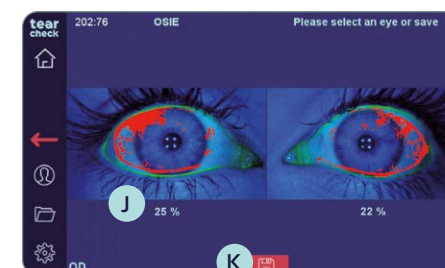 tear check
202:76 OSIE Please select an eye or save
J
25 % 22 %
K
OD